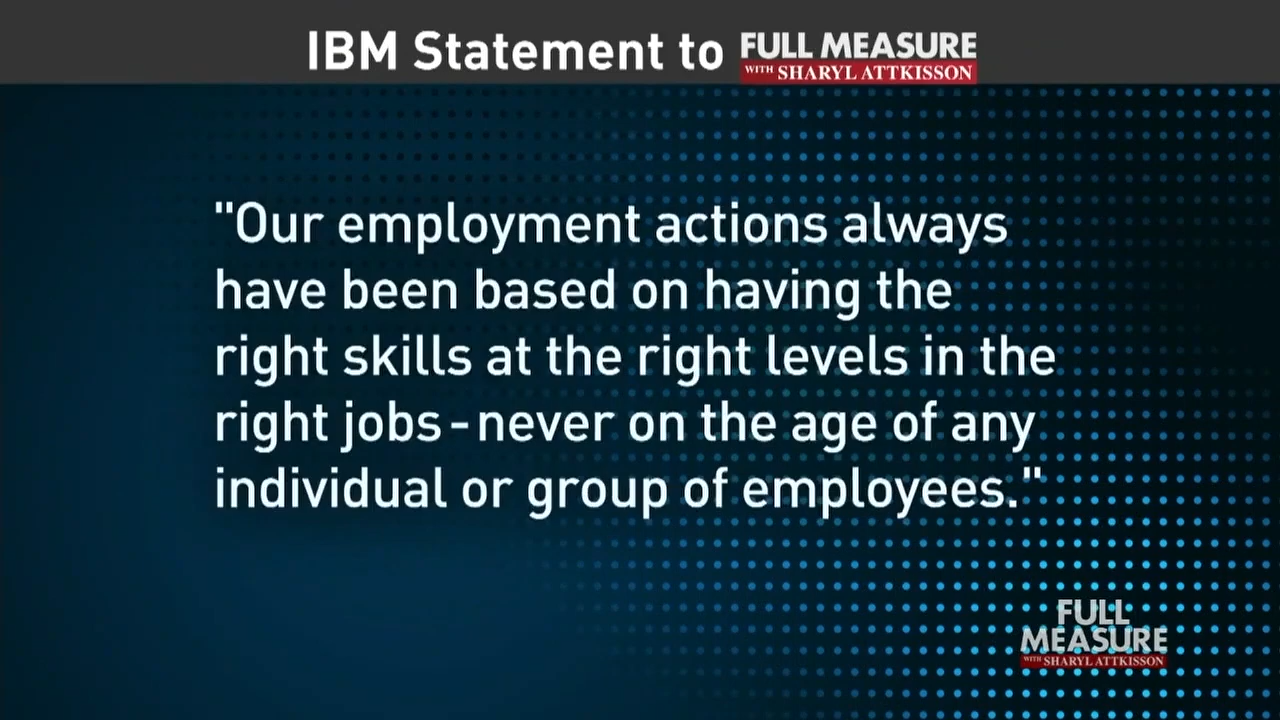 IBM Statement to FULL MEASURE
WITH SHARYL ATTKISSON
"Our employment actions always
have been based on having the
right skills at the right levels in the
right jobs - never on the age of any
individual or group of employees."
FULL
MEASURE
WITH SHARYL ATTKISSON